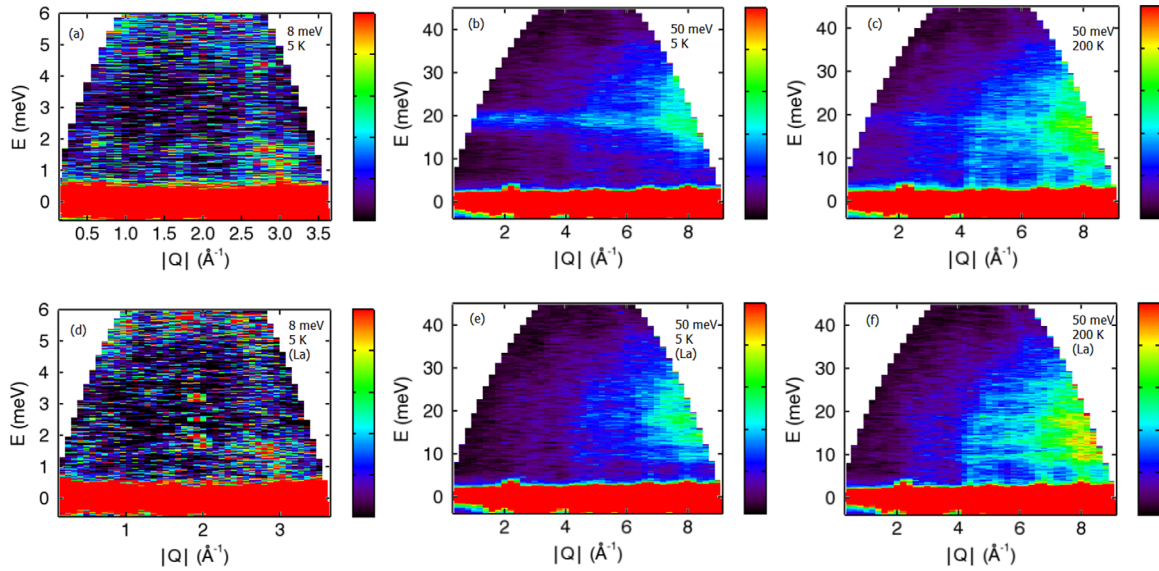 (a)
8 meV
5 K
E (meV)
6
5
4
3
2
1
0
0.5 1.0 1.5 2.0 2.5 3.0 3.5
|Q| (Å⁻¹)
(b)
50 meV
5 K
E (meV)
40
30
20
10
0
2 4 6 8
|Q| (Å⁻¹)
(c)
50 meV
200 K
E (meV)
40
30
20
10
0
2 4 6 8
|Q| (Å⁻¹)
(d)
8 meV
5 K
(La)
E (meV)
6
5
4
3
2
1
0
1 2 3
|Q| (Å⁻¹)
(e)
50 meV
5 K
(La)
E (meV)
40
30
20
10
0
2 4 6 8
|Q| (Å⁻¹)
(f)
50 meV
200 K
(La)
E (meV)
40
30
20
10
0
2 4 6 8
|Q| (Å⁻¹)